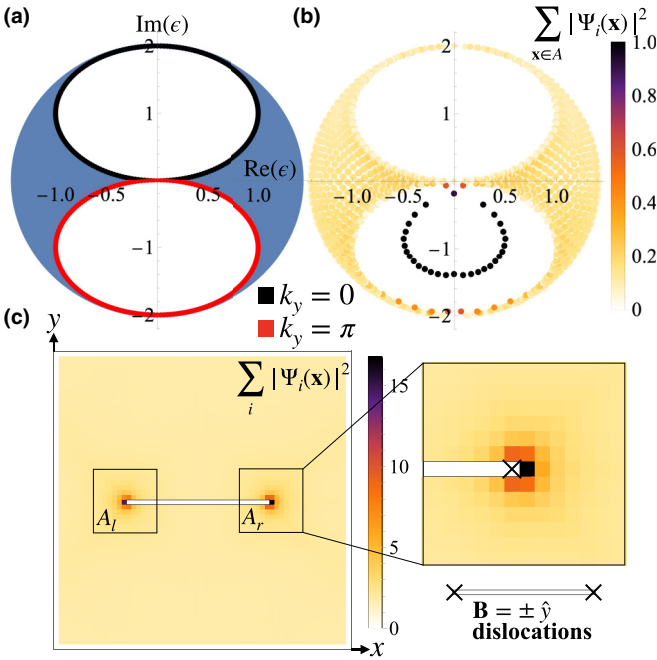 (a)
Im(ϵ)
2
1
Re(ϵ)
−1.0 −0.5 0.5 1.0
−1
−2
k_y = 0
k_y = π
(b)
∑_{x∈A} |Ψ_i(x)|²
2
1
−1.0 −0.5 0.5 1.0
−1
−2
1.0
0.8
0.6
0.4
0.2
0
(c)
y
∑_i |Ψ_i(x)|²
A_l
A_r
x
15
10
5
0
B = ± ŷ
dislocations